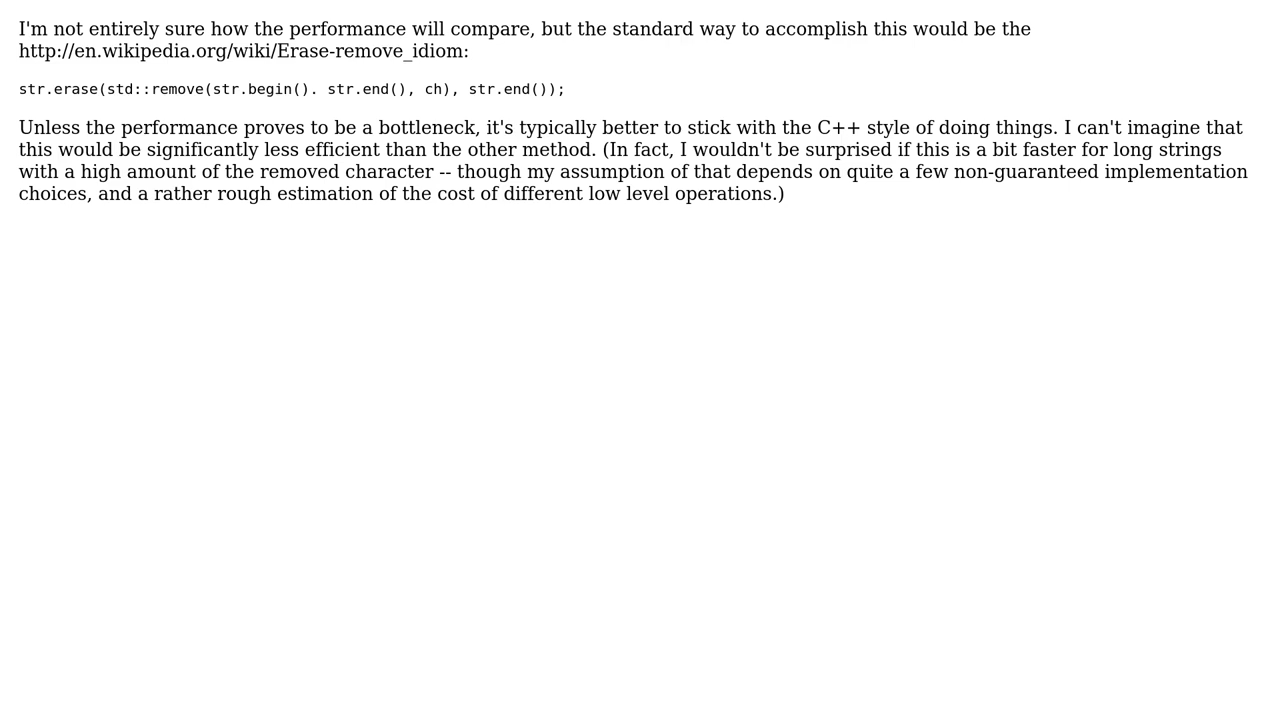 I'm not entirely sure how the performance will compare, but the standard way to accomplish this would be the
http://en.wikipedia.org/wiki/Erase-remove_idiom:
str.erase(std::remove(str.begin(). str.end(), ch), str.end());
Unless the performance proves to be a bottleneck, it's typically better to stick with the C++ style of doing things. I can't imagine that
this would be significantly less efficient than the other method. (In fact, I wouldn't be surprised if this is a bit faster for long strings
with a high amount of the removed character -- though my assumption of that depends on quite a few non-guaranteed implementation
choices, and a rather rough estimation of the cost of different low level operations.)